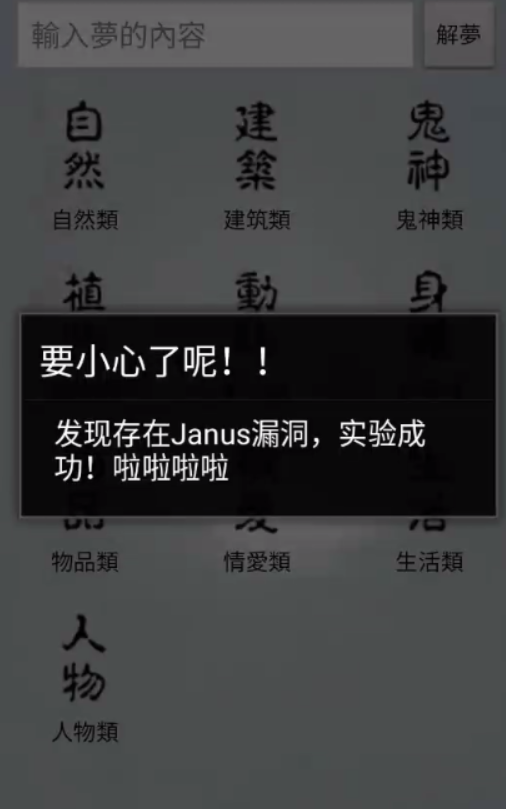 輸入夢的內容
解夢
自然
建築
鬼神
自然類
建筑類
鬼神類
植
動
身
要小心了呢！！
发现存在Janus漏洞，实验成
功！啦啦啦啦
物品類
情愛類
生活類
人物
人物類